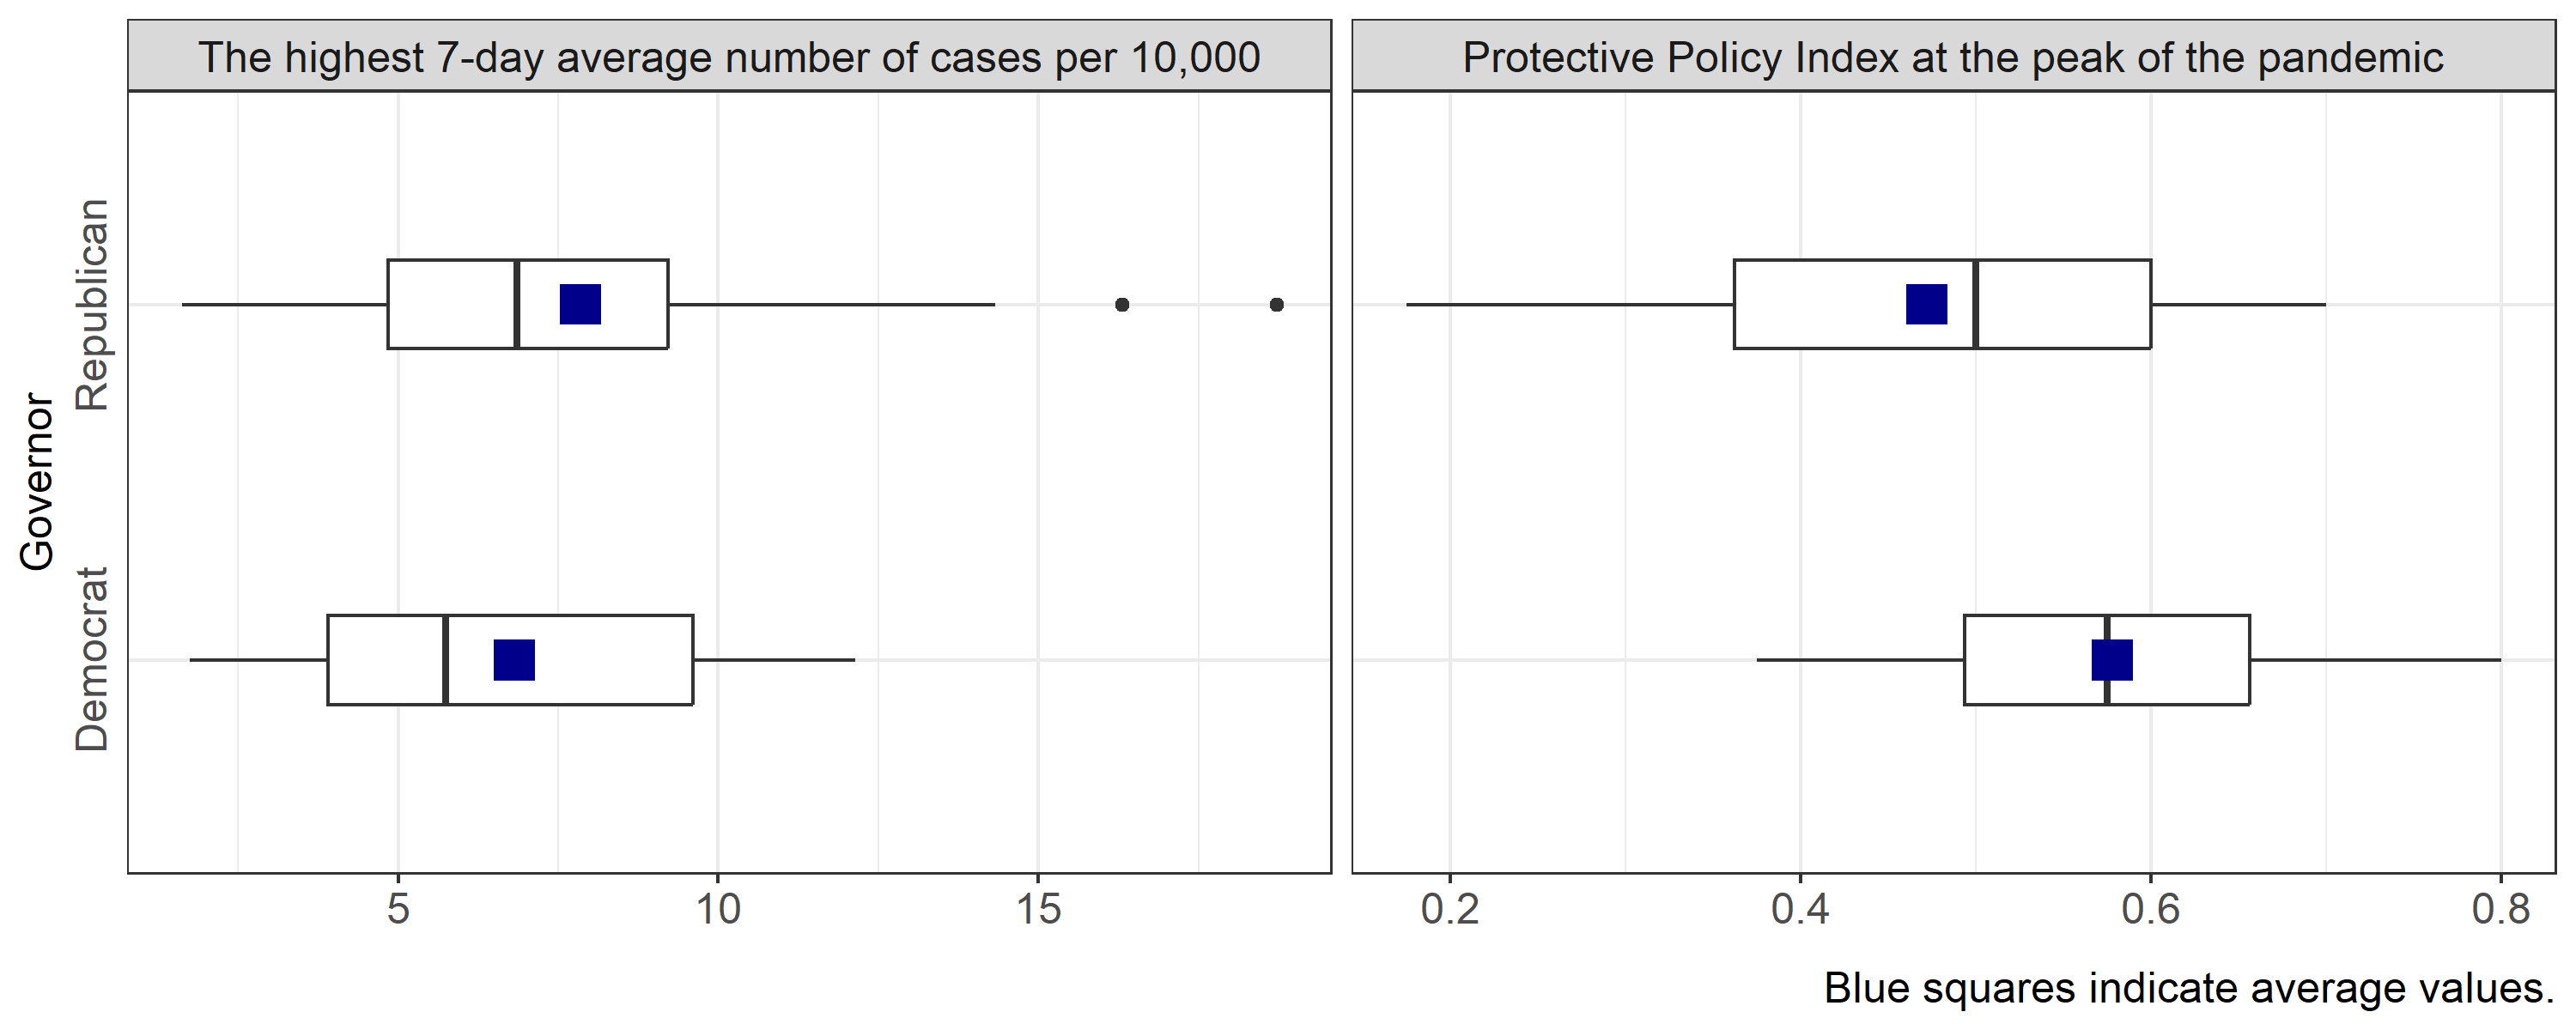 The highest 7-day average number of cases per 10,000
Protective Policy Index at the peak of the pandemic
Governor
Republican
Democrat
5
10
15
0.2
0.4
0.6
0.8
Blue squares indicate average values.